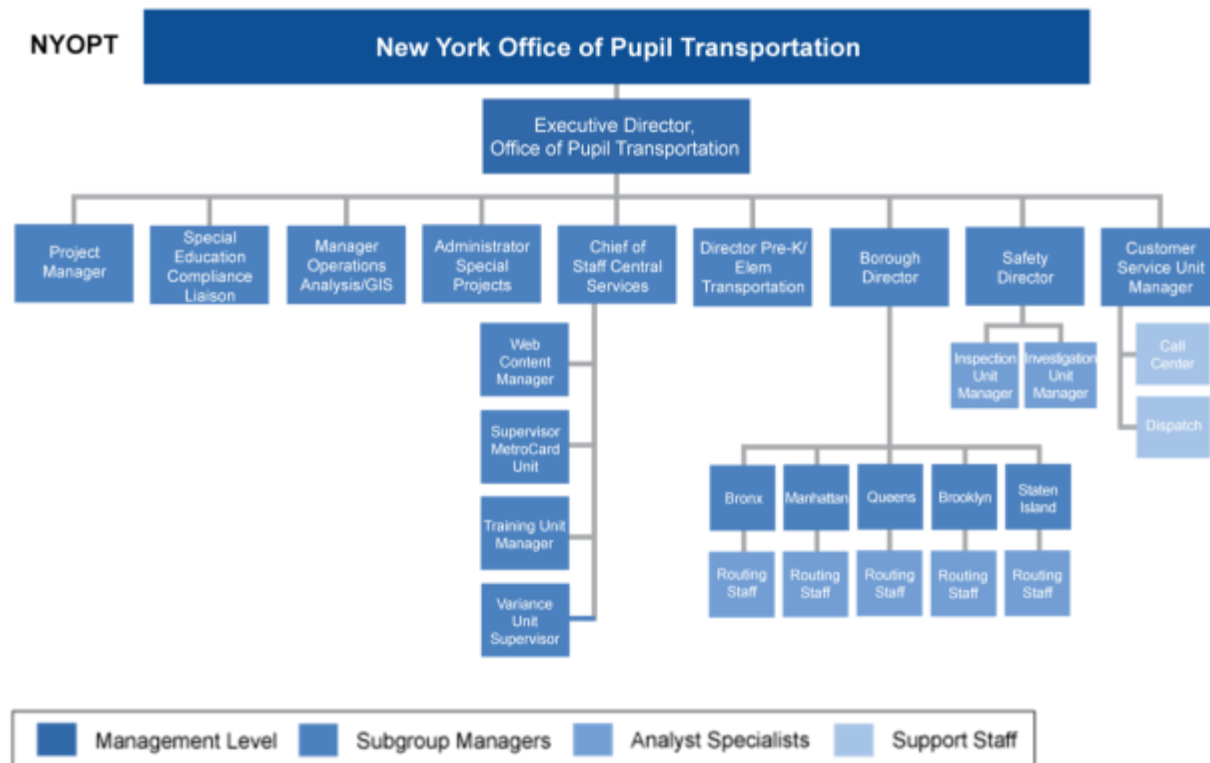 NYOPT
New York Office of Pupil Transportation
Executive Director,
Office of Pupil Transportation
Project
Manager
Special
Education
Compliance
Liaison
Manager
Operations
Analysis/GIS
Administrator
Special
Projects
Chief of
Staff Central
Services
Director Pre-K/
Elem
Transportation
Borough
Director
Safety
Director
Customer
Service Unit
Manager
Web
Content
Manager
Supervisor
MetroCard
Unit
Training Unit
Manager
Variance
Unit
Supervisor
Inspection
Unit
Manager
Investigation
Unit
Manager
Call
Center
Dispatch
Bronx
Manhattan
Queens
Brooklyn
Staten
Island
Routing
Staff
Routing
Staff
Routing
Staff
Routing
Staff
Routing
Staff
Management Level
Subgroup Managers
Analyst Specialists
Support Staff